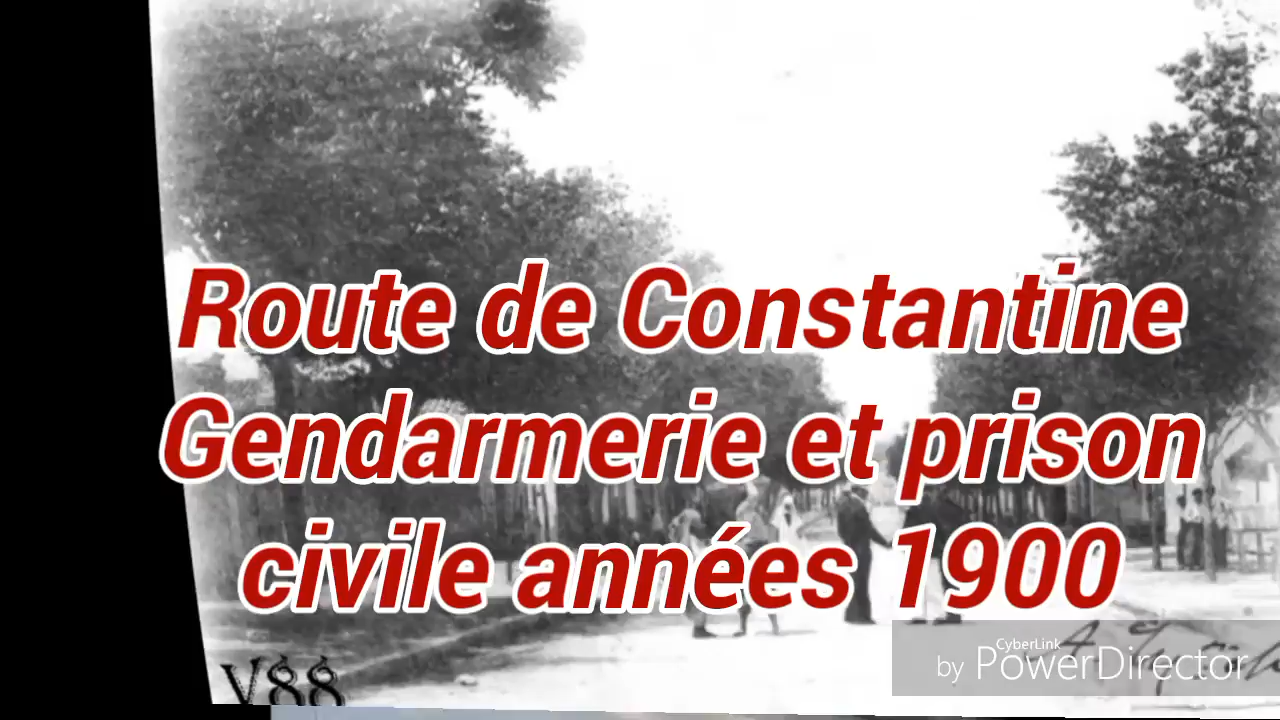 Route de Constantine
Gendarmerie et prison
civile années 1900
V88
CyberLink
by PowerDirector